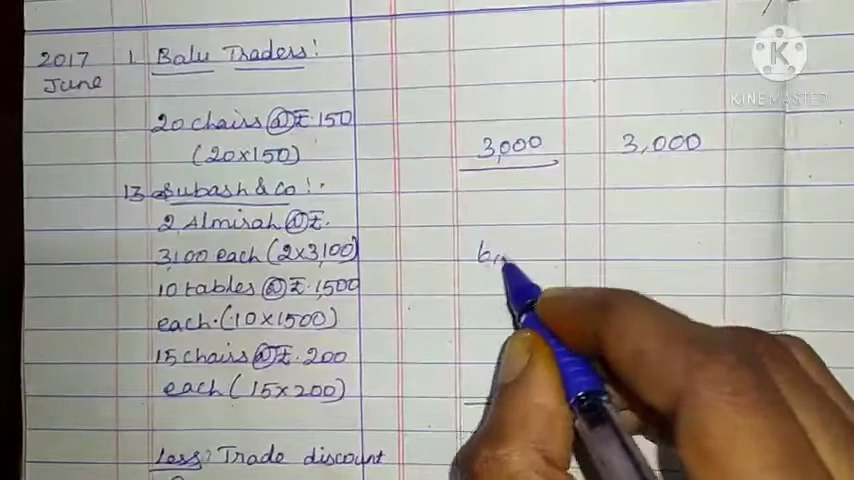 2017 1 Balu Traders:
June
20 chairs @ ₹.150
(20x150) 3,000 3,000
13 Subash & Co:
2 Almirah @ ₹.
3,100 each (2x3,100) 6,
10 tables @ ₹.1,500
each.(10x1500)
15 chairs @ ₹.200
each (15x200)
Less: Trade discount
KINEMASTER